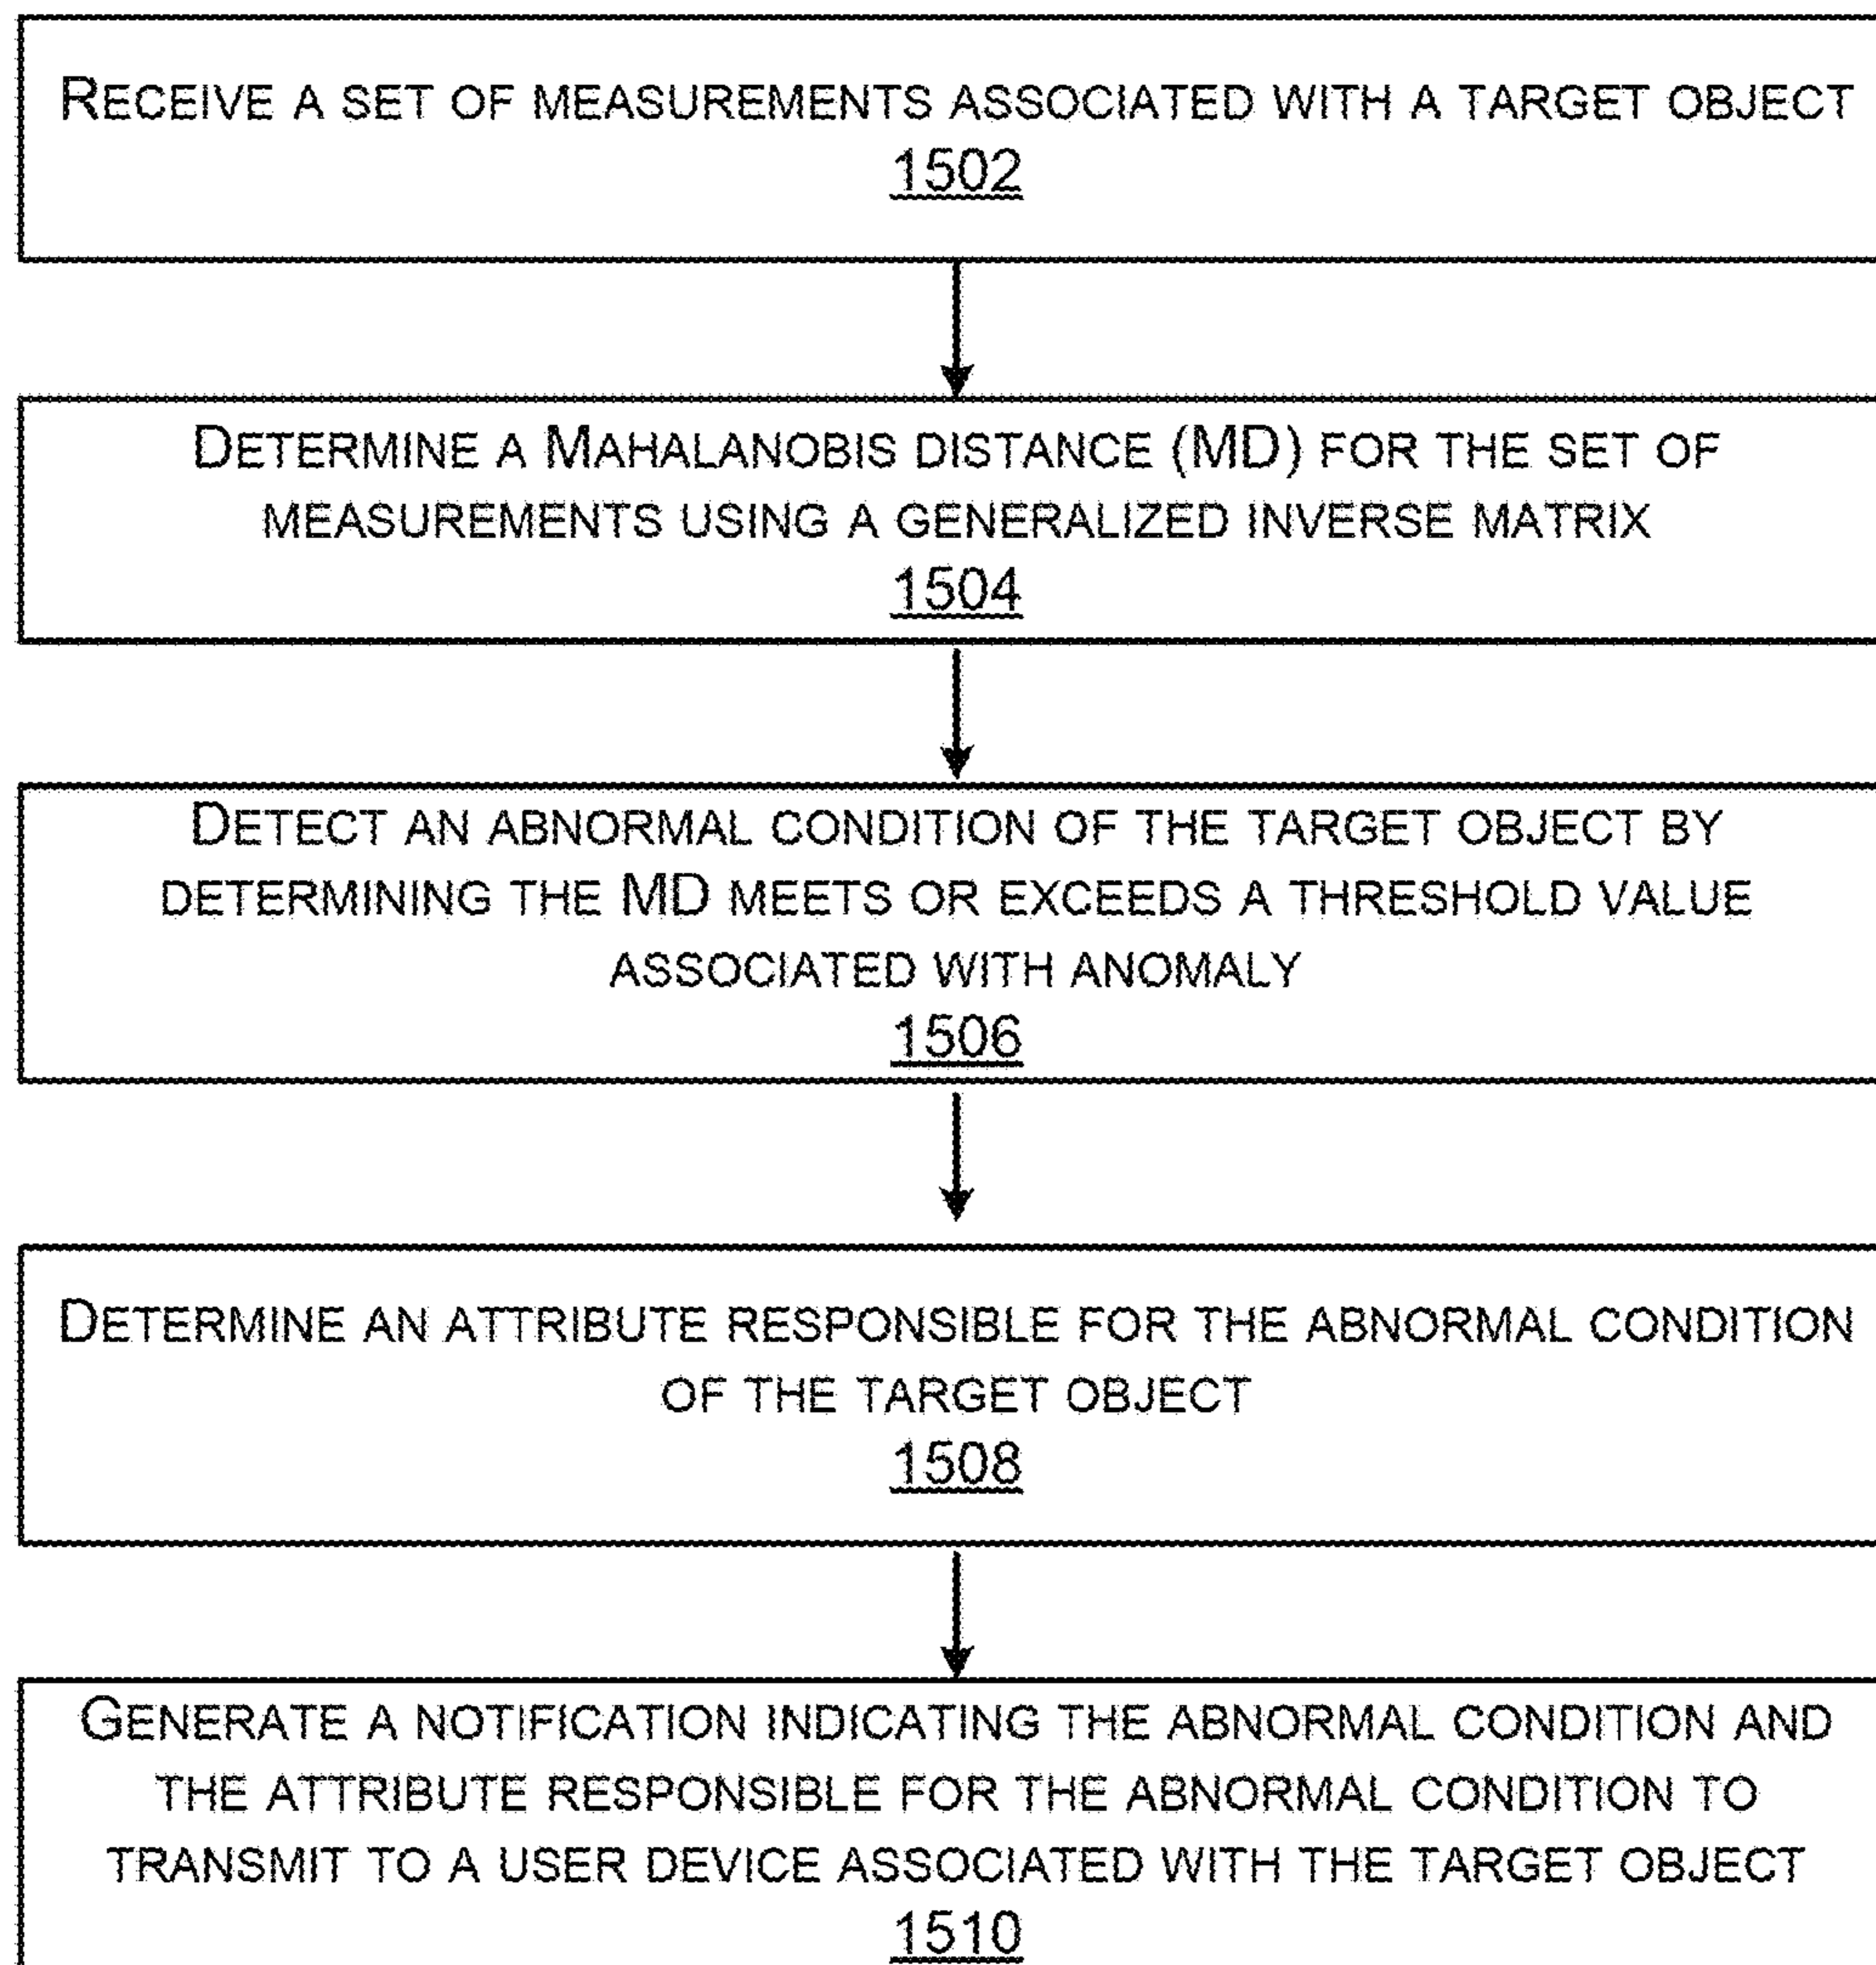 RECEIVE A SET OF MEASUREMENTS ASSOCIATED WITH A TARGET OBJECT
1502
DETERMINE A MAHALANOBIS DISTANCE (MD) FOR THE SET OF
MEASUREMENTS USING A GENERALIZED INVERSE MATRIX
1504
DETECT AN ABNORMAL CONDITION OF THE TARGET OBJECT BY
DETERMINING THE MD MEETS OR EXCEEDS A THRESHOLD VALUE
ASSOCIATED WITH ANOMALY
1506
DETERMINE AN ATTRIBUTE RESPONSIBLE FOR THE ABNORMAL CONDITION
OF THE TARGET OBJECT
1508
GENERATE A NOTIFICATION INDICATING THE ABNORMAL CONDITION AND
THE ATTRIBUTE RESPONSIBLE FOR THE ABNORMAL CONDITION TO
TRANSMIT TO A USER DEVICE ASSOCIATED WITH THE TARGET OBJECT
1510